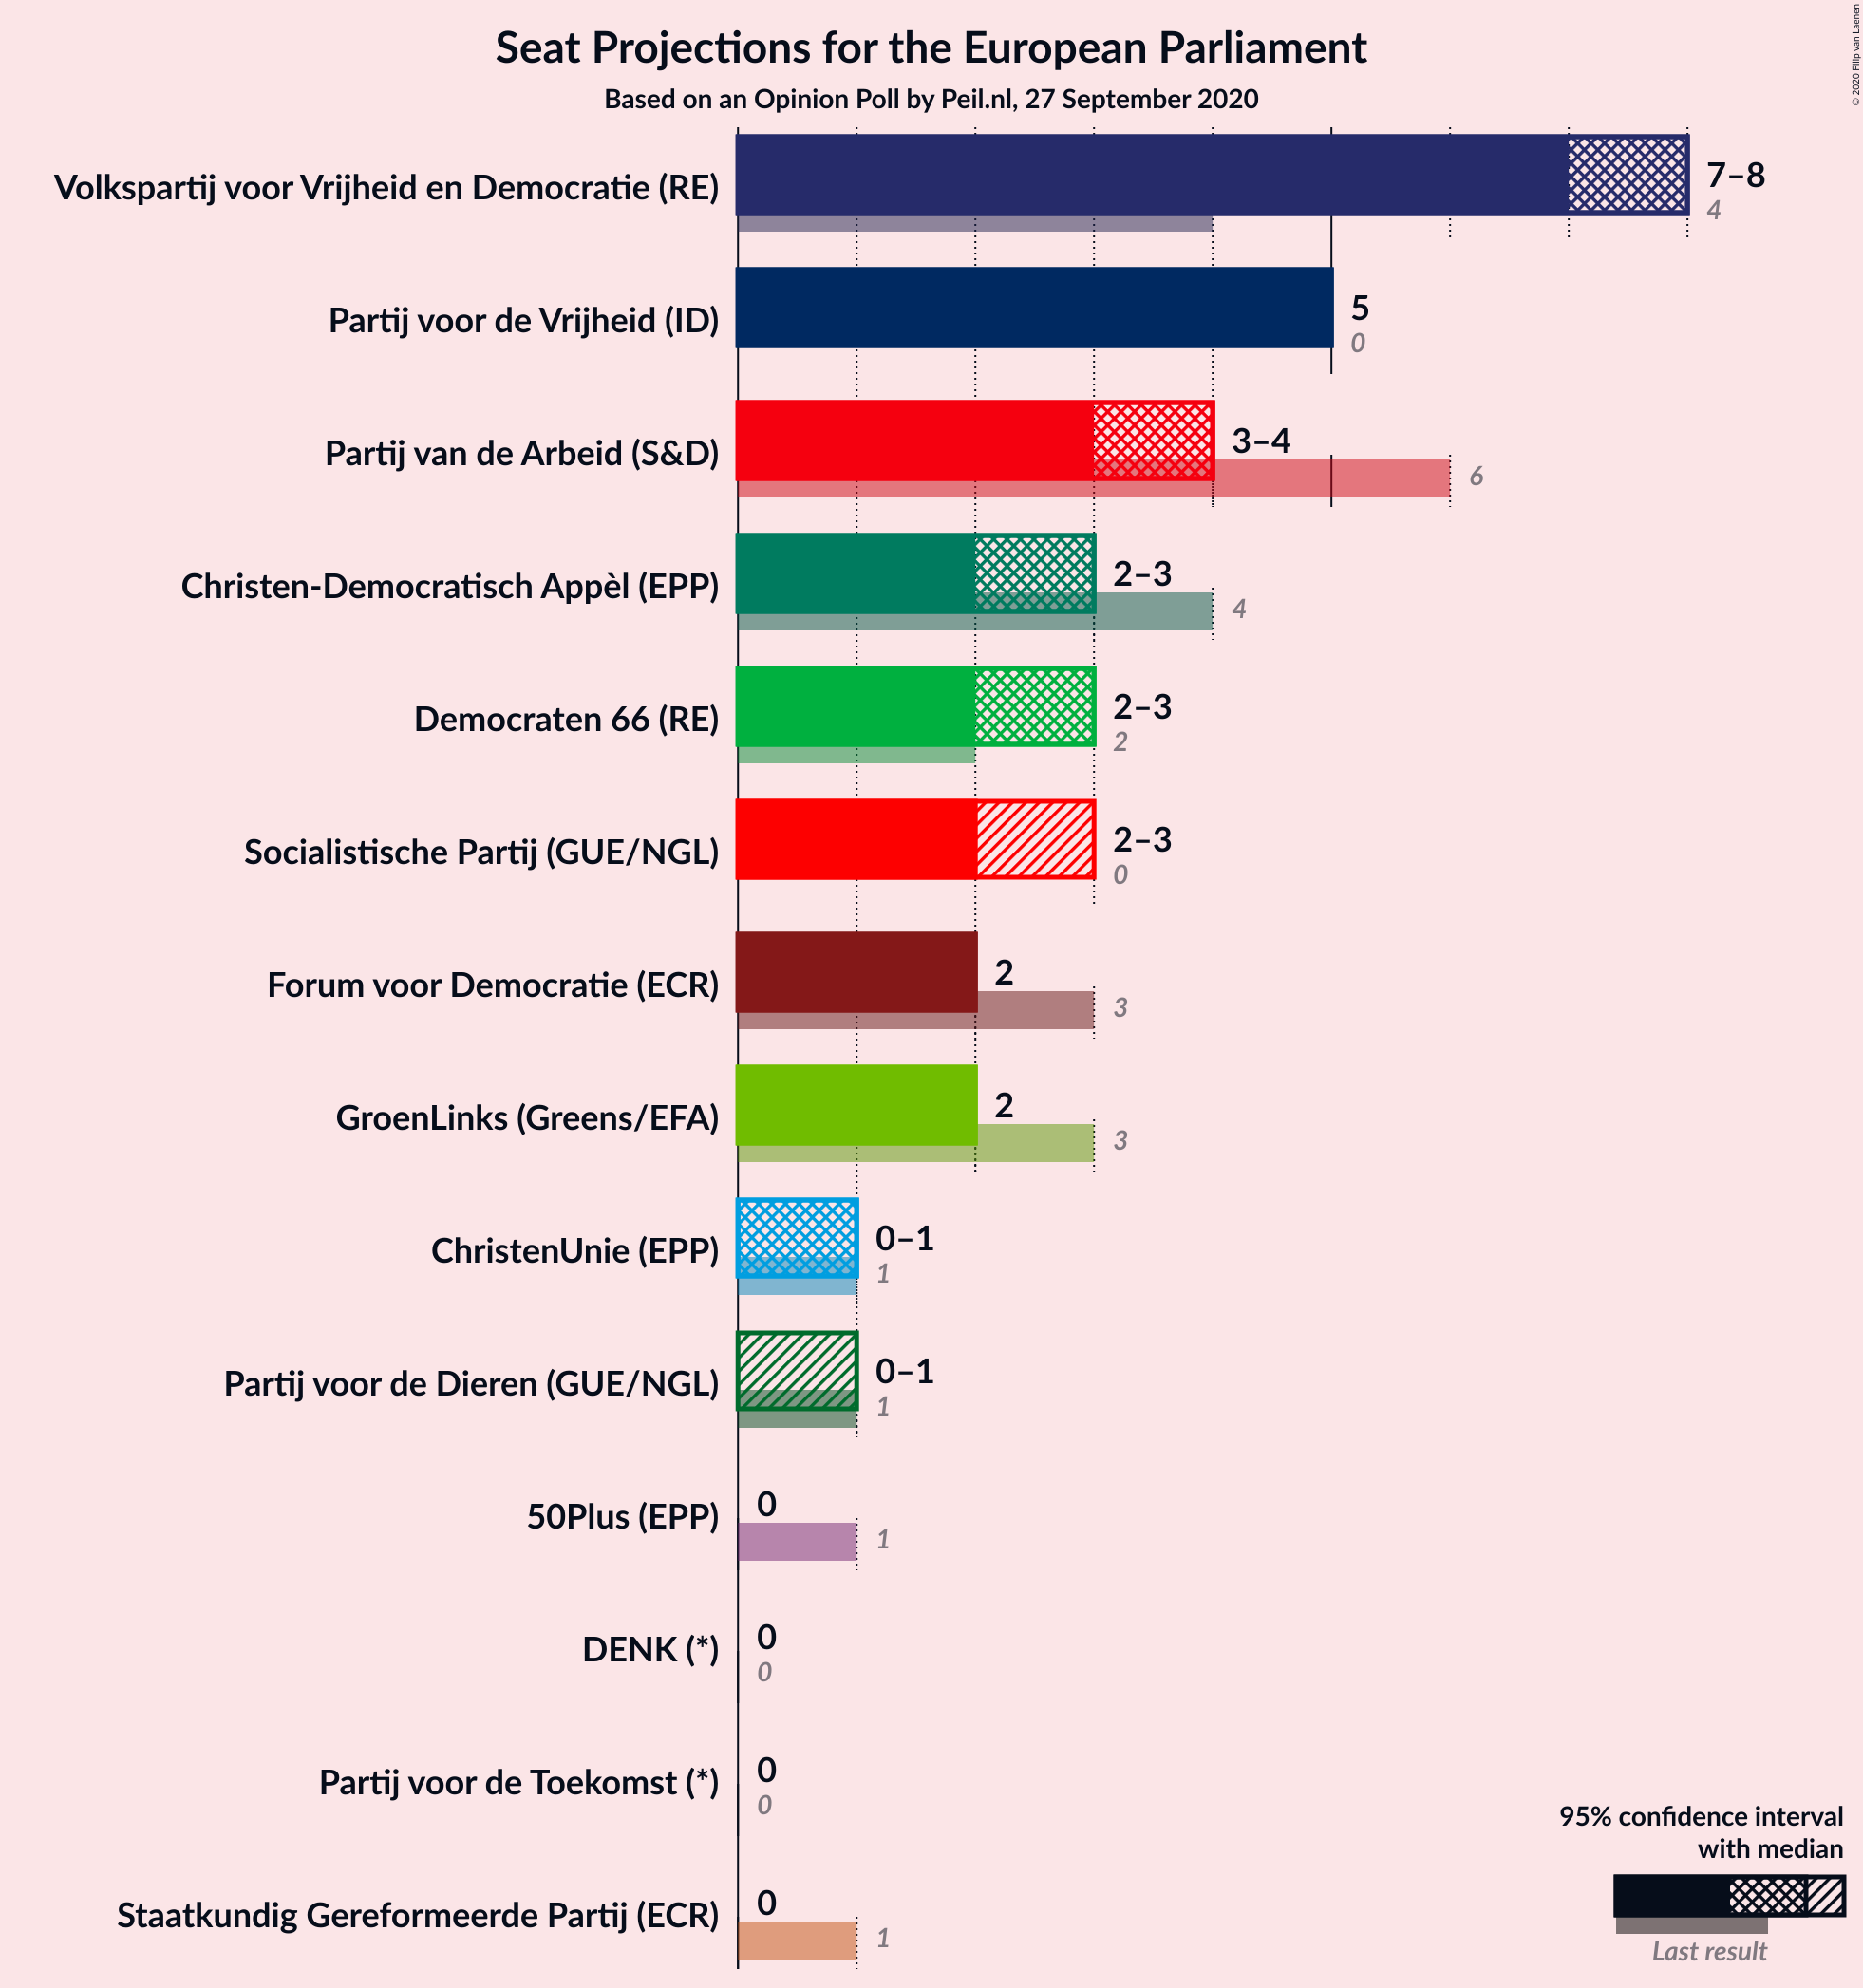 Seat Projections for the European Parliament
Based on an Opinion Poll by Peil.nl, 27 September 2020
© 2020 Filip van Laenen
Volkspartij voor Vrijheid en Democratie (RE)
7–8
4
Partij voor de Vrijheid (ID)
5
0
Partij van de Arbeid (S&D)
3–4
6
Christen-Democratisch Appèl (EPP)
2–3
4
Democraten 66 (RE)
2–3
2
Socialistische Partij (GUE/NGL)
2–3
0
Forum voor Democratie (ECR)
2
3
GroenLinks (Greens/EFA)
2
3
ChristenUnie (EPP)
0–1
1
Partij voor de Dieren (GUE/NGL)
0–1
1
50Plus (EPP)
0
1
DENK (*)
0
0
Partij voor de Toekomst (*)
0
0
Staatkundig Gereformeerde Partij (ECR)
0
1
95% confidence interval
with median
Last result